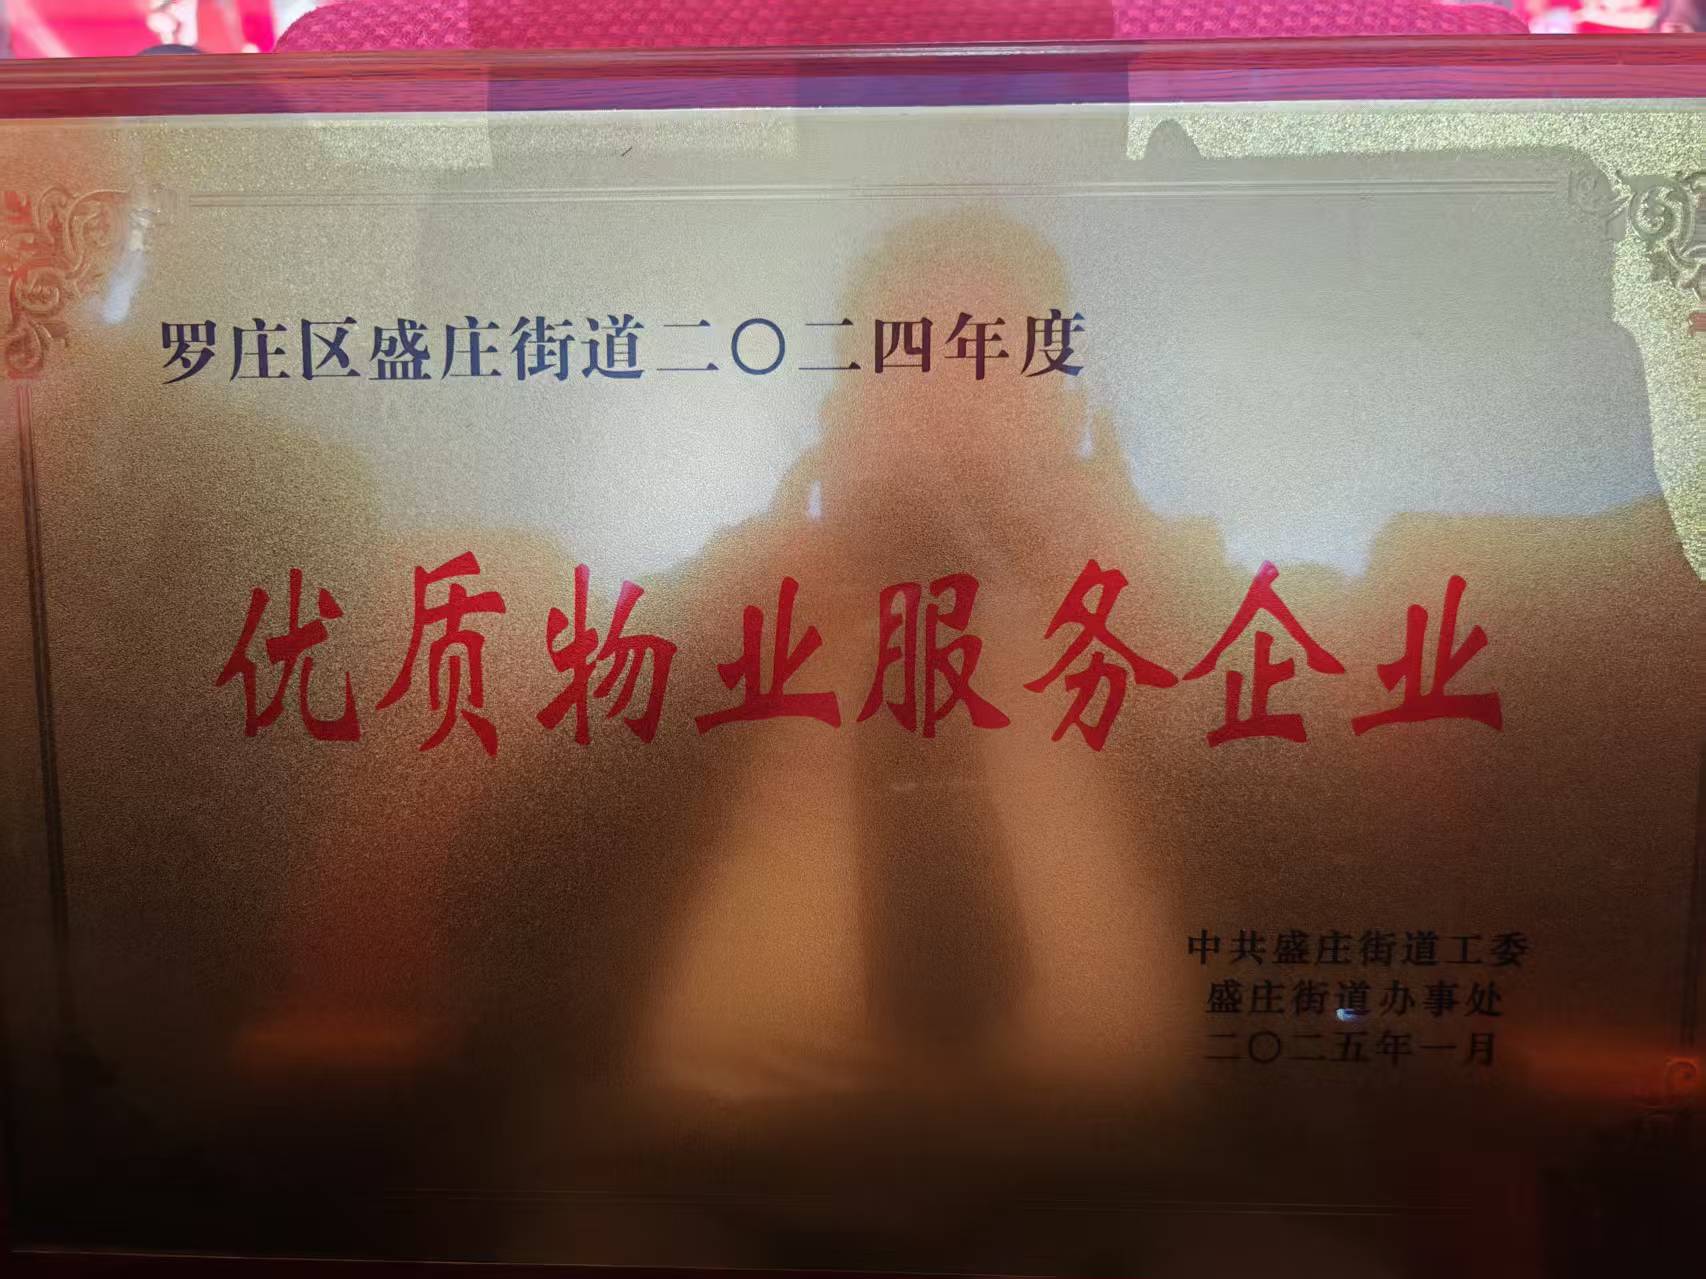 罗庄区盛庄街道二〇二四年度
优质物业服务企业
中共盛庄街道工委
盛庄街道办事处
二〇二五年一月